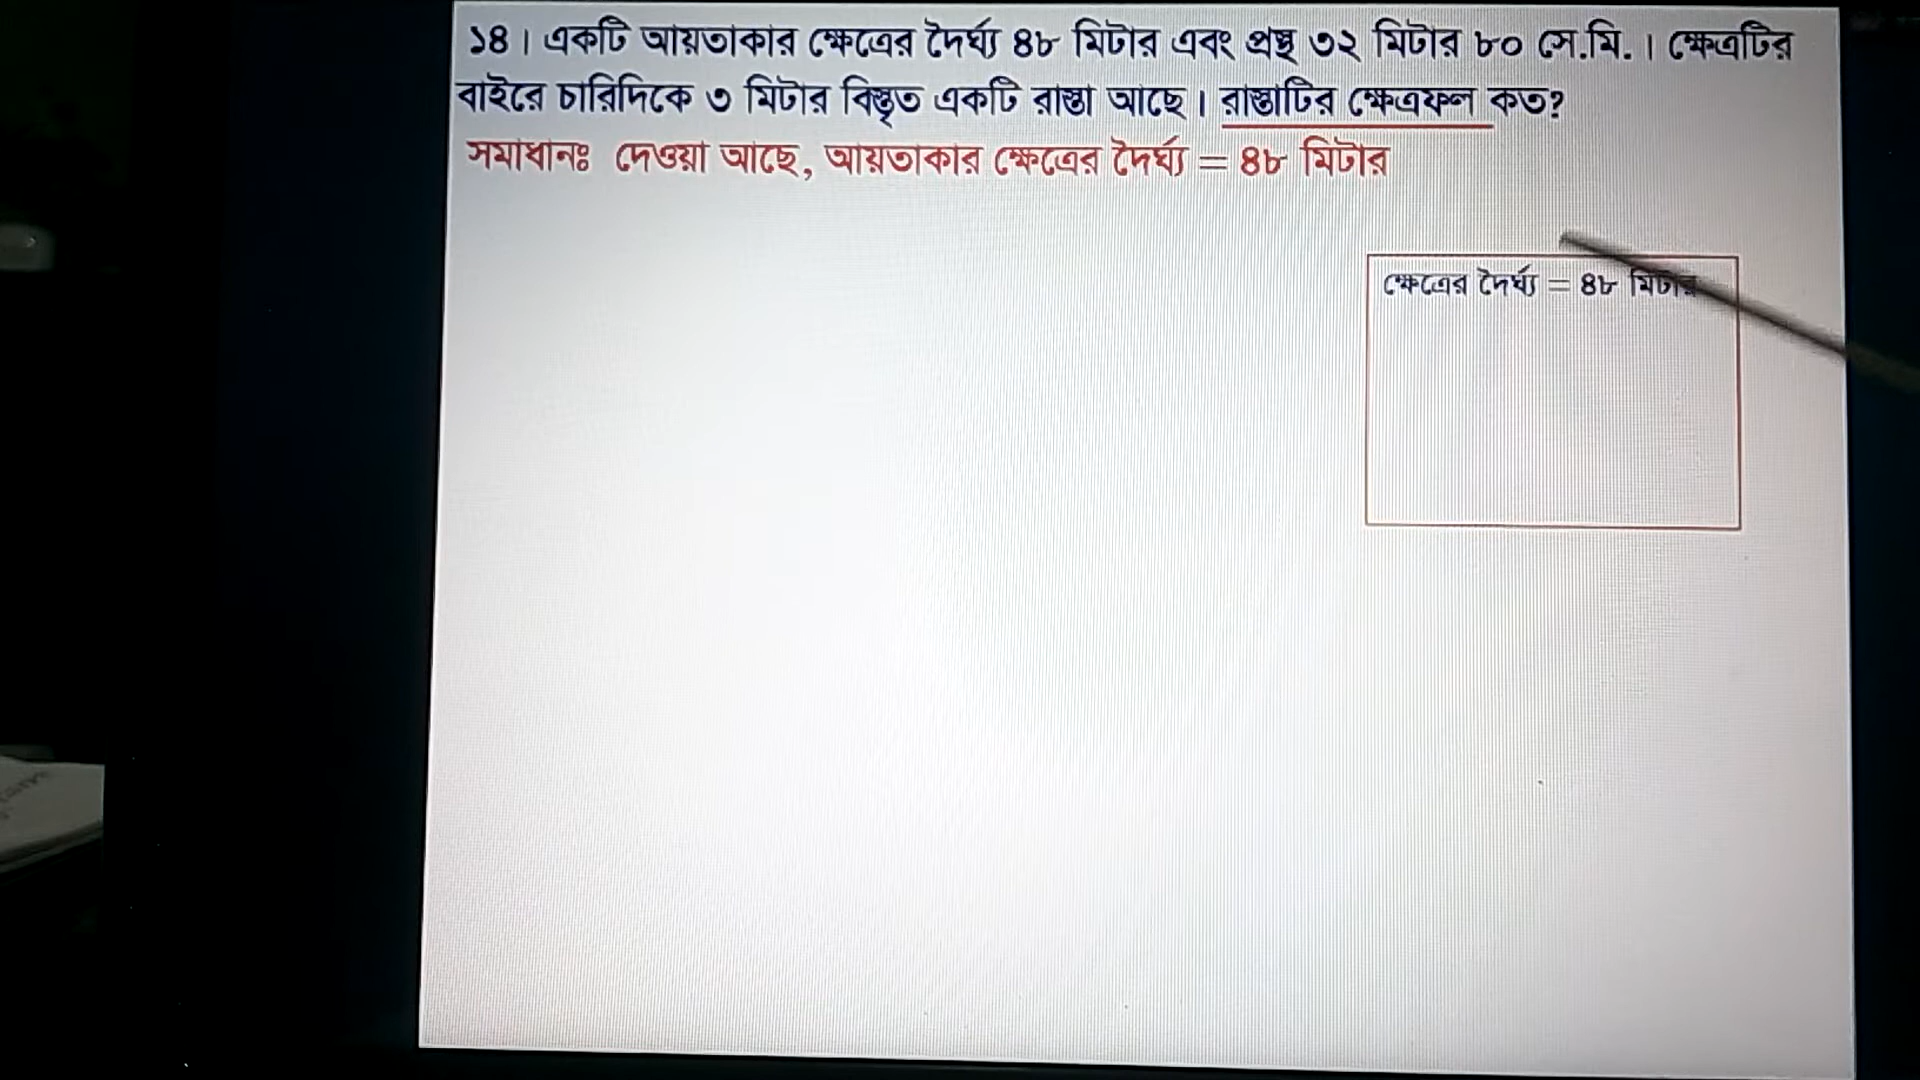 ১৪। একটি আয়তাকার ক্ষেত্রের দৈর্ঘ্য ৪৮ মিটার এবং প্রস্থ ৩২ মিটার ৮০ সে.মি.। ক্ষেত্রটির
বাইরে চারিদিকে ৩ মিটার বিস্তৃত একটি রাস্তা আছে। রাস্তাটির ক্ষেত্রফল কত?
সমাধানঃ দেওয়া আছে, আয়তাকার ক্ষেত্রের দৈর্ঘ্য = ৪৮ মিটার
ক্ষেত্রের দৈর্ঘ্য = ৪৮ মিটার